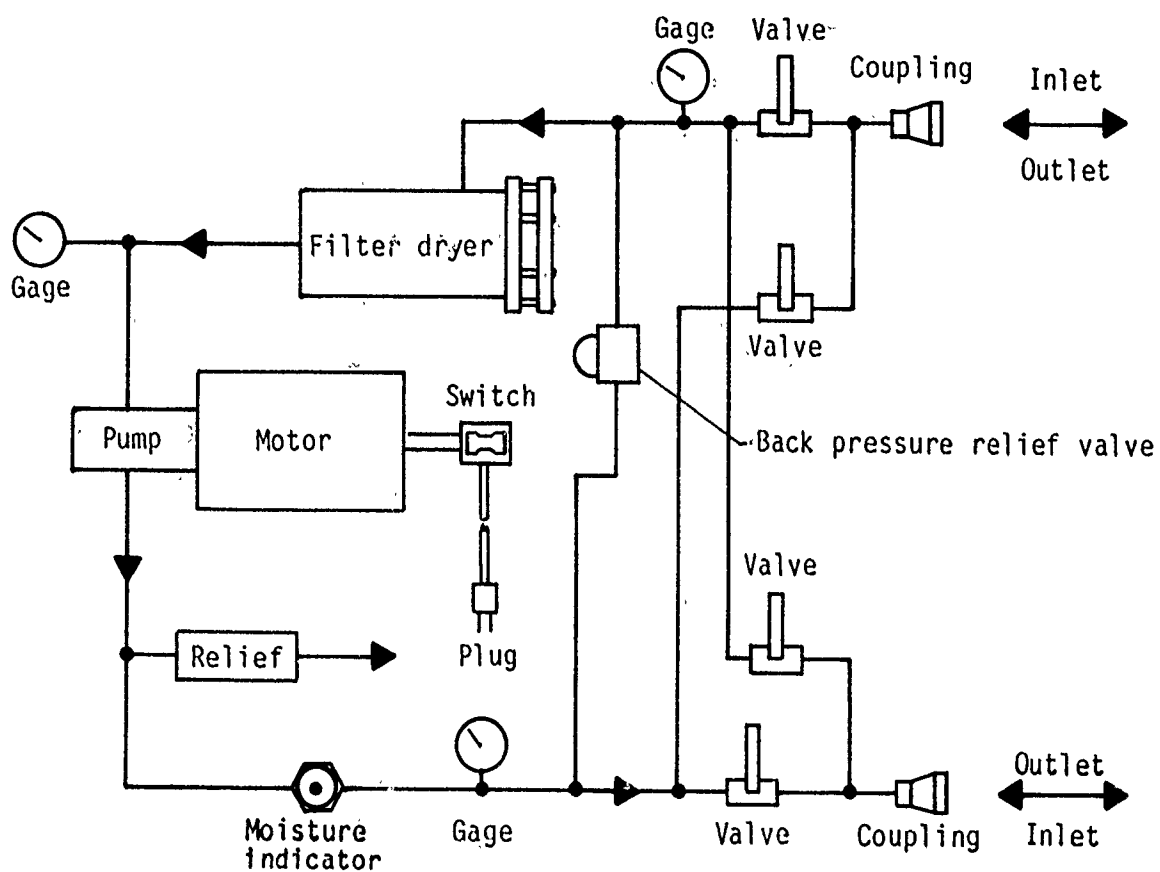 Gage
Valve
Coupling
Inlet
Outlet
Filter dryer
Gage
Valve
Switch
Pump
Motor
Back pressure relief valve
Valve
Relief
Plug
Outlet
Inlet
Moisture
indicator
Gage
Valve
Coupling